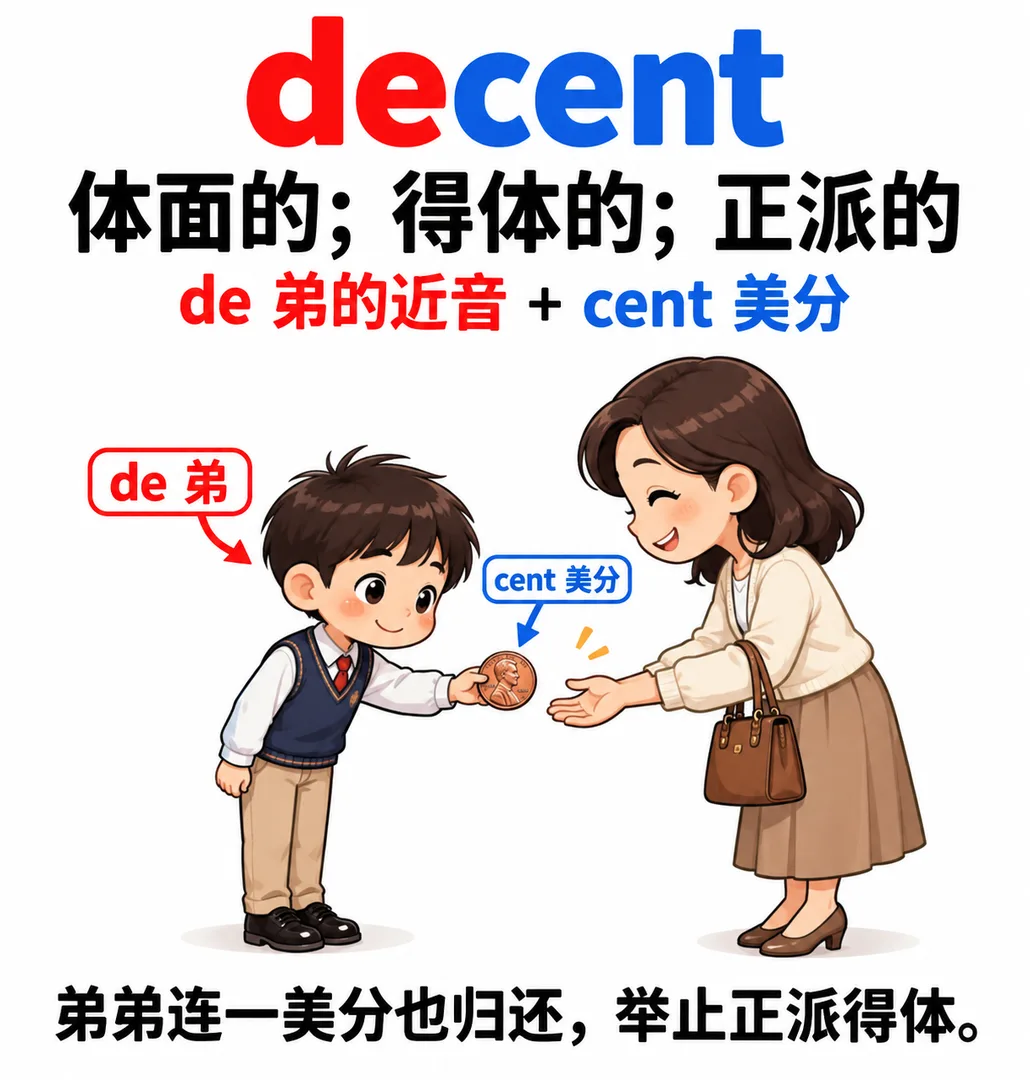 decent
体面的；得体的；正派的
de 弟的近音 + cent 美分
de 弟
cent 美分
弟弟连一美分也归还，举止正派得体。